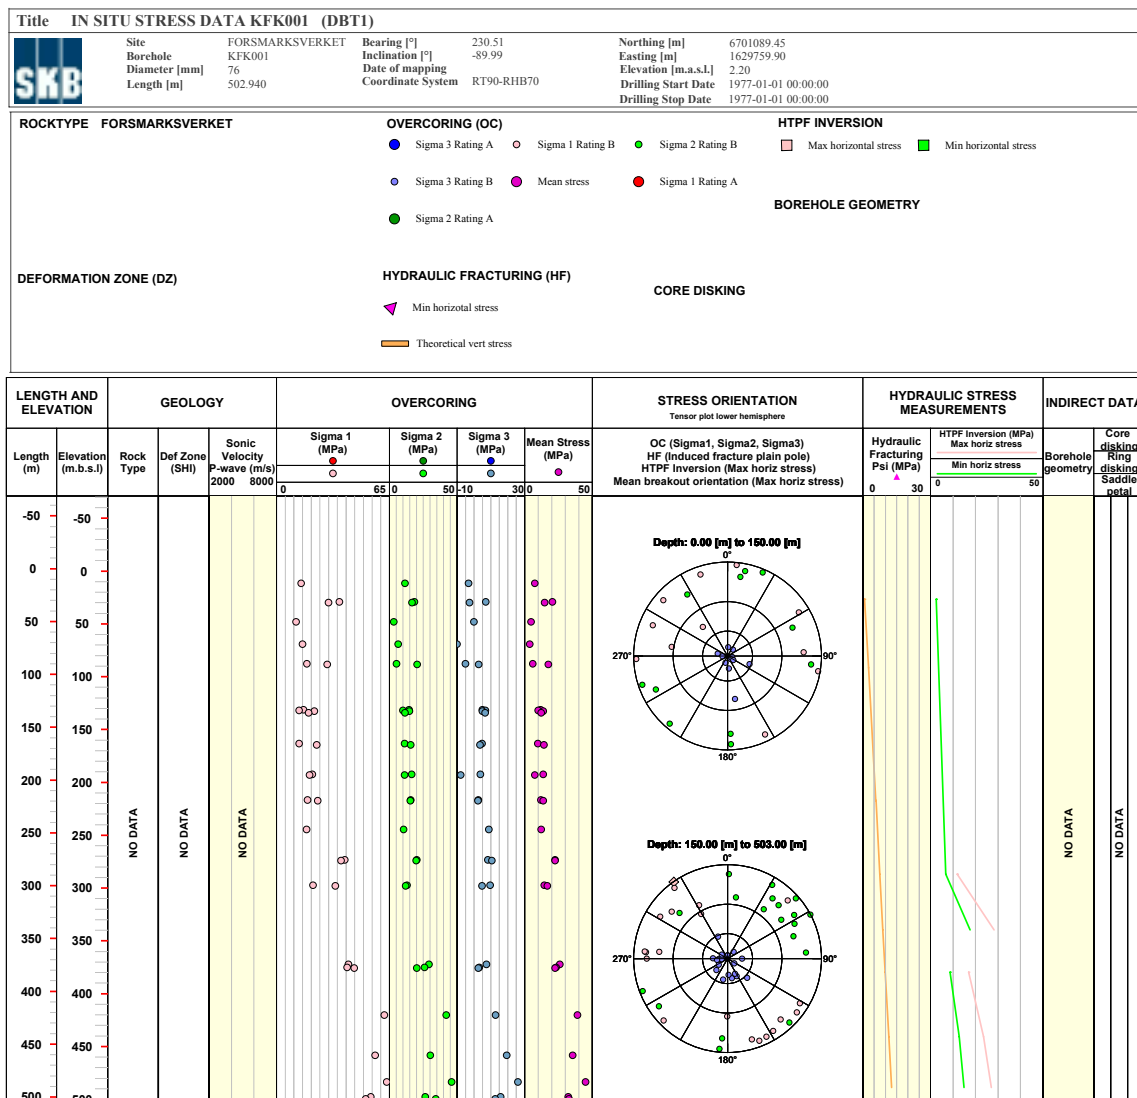 Title IN SITU STRESS DATA KFK001 (DBT1)
SKB
Site FORSMARKSVERKET Bearing [°] 230.51 Northing [m] 6701089.45
Borehole KFK001 Inclination [°] -89.99 Easting [m] 1629759.90
Diameter [mm] 76 Date of mapping Elevation [m.a.s.l.] 2.20
Length [m] 502.940 Coordinate System RT90-RHB70 Drilling Start Date 1977-01-01 00:00:00
Drilling Stop Date 1977-01-01 00:00:00
ROCKTYPE FORSMARKSVERKET OVERCORING (OC) HTPF INVERSION
Sigma 3 Rating A Sigma 1 Rating B Sigma 2 Rating B Max horizontal stress Min horizontal stress
Sigma 3 Rating B Mean stress Sigma 1 Rating A
BOREHOLE GEOMETRY
Sigma 2 Rating A
DEFORMATION ZONE (DZ) HYDRAULIC FRACTURING (HF)
CORE DISKING
Min horizotal stress
Theoretical vert stress
LENGTH AND ELEVATION GEOLOGY OVERCORING STRESS ORIENTATION
Tensor plot lower hemisphere
HYDRAULIC STRESS MEASUREMENTS INDIRECT DATA
Length (m)
Elevation (m.b.s.l)
Rock Type
Def Zone (SHI)
Sonic Velocity P-wave (m/s)
2000 8000
Sigma 1 (MPa)
0 65
Sigma 2 (MPa)
0 50
Sigma 3 (MPa)
-10 30
Mean Stress (MPa)
0 50
OC (Sigma1, Sigma2, Sigma3)
HF (Induced fracture plain pole)
HTPF Inversion (Max horiz stress)
Mean breakout orientation (Max horiz stress)
Hydraulic Fracturing Psi (MPa)
0 30
HTPF Inversion (MPa)
Max horiz stress
Min horiz stress
0 50
Borehole geometry
Core disking
Ring disking
Saddle petal
-50 -50
0 0
50 50
100 100
150 150
200 200
250 250
300 300
350 350
400 400
450 450
500 500
NO DATA
NO DATA
NO DATA
Depth: 0.00 [m] to 150.00 [m]
0°
270° 90°
180°
Depth: 150.00 [m] to 503.00 [m]
0°
270° 90°
180°
NO DATA
NO DATA